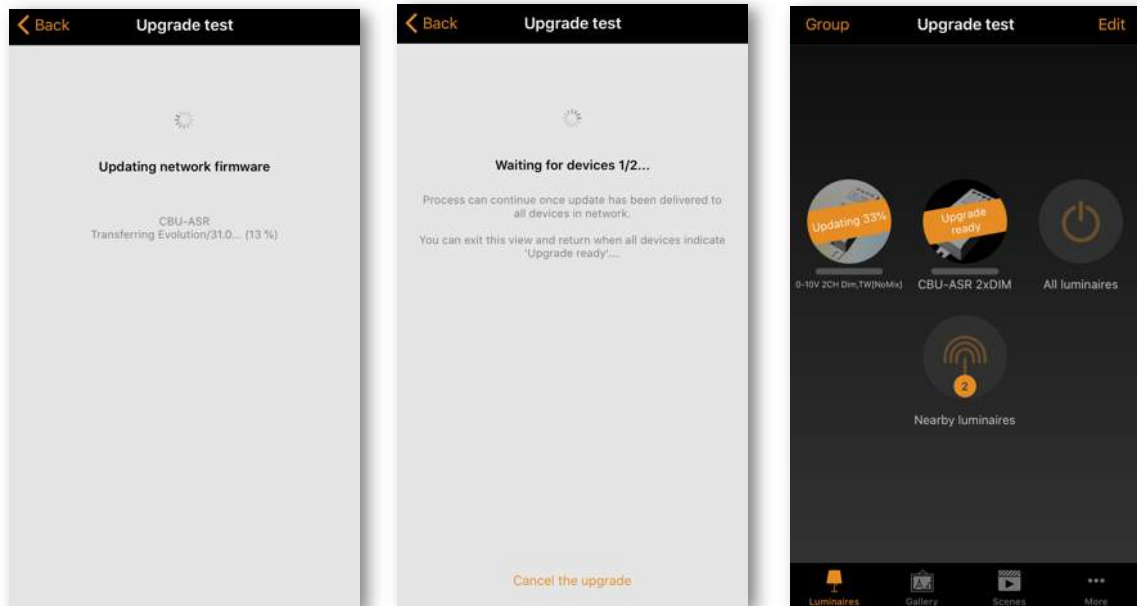 Back
Upgrade test
Updating network firmware
CBU-ASR
Transferring Evolution/31.0... (13 %)
Back
Upgrade test
Waiting for devices 1/2...
Process can continue once update has been delivered to
all devices in network.
You can exit this view and return when all devices indicate
'Upgrade ready'....
Cancel the upgrade
Group
Upgrade test
Edit
Updating 33%
Upgrade
ready
0-10V 2CH Dim,TW(NoMix)
CBU-ASR 2xDIM
All luminaires
2
Nearby luminaires
Luminaires
Gallery
Scenes
More